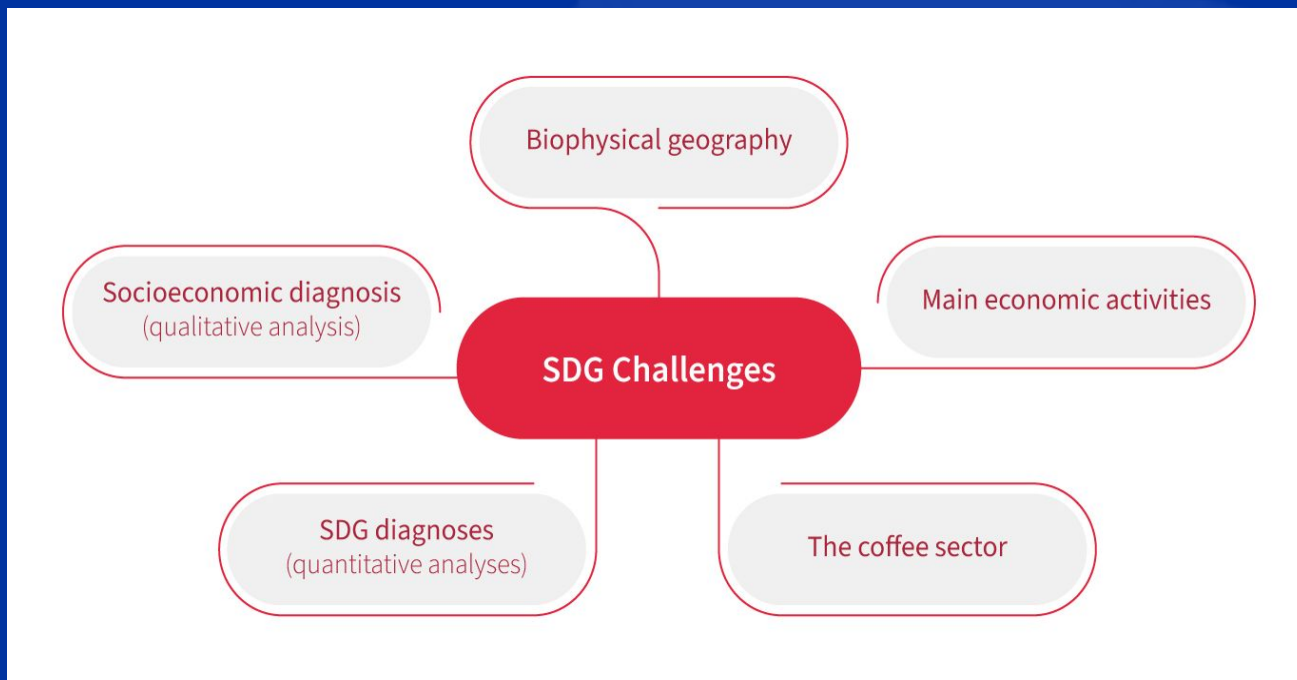 Biophysical geography
Socioeconomic diagnosis
(qualitative analysis)
Main economic activities
SDG Challenges
SDG diagnoses
(quantitative analyses)
The coffee sector